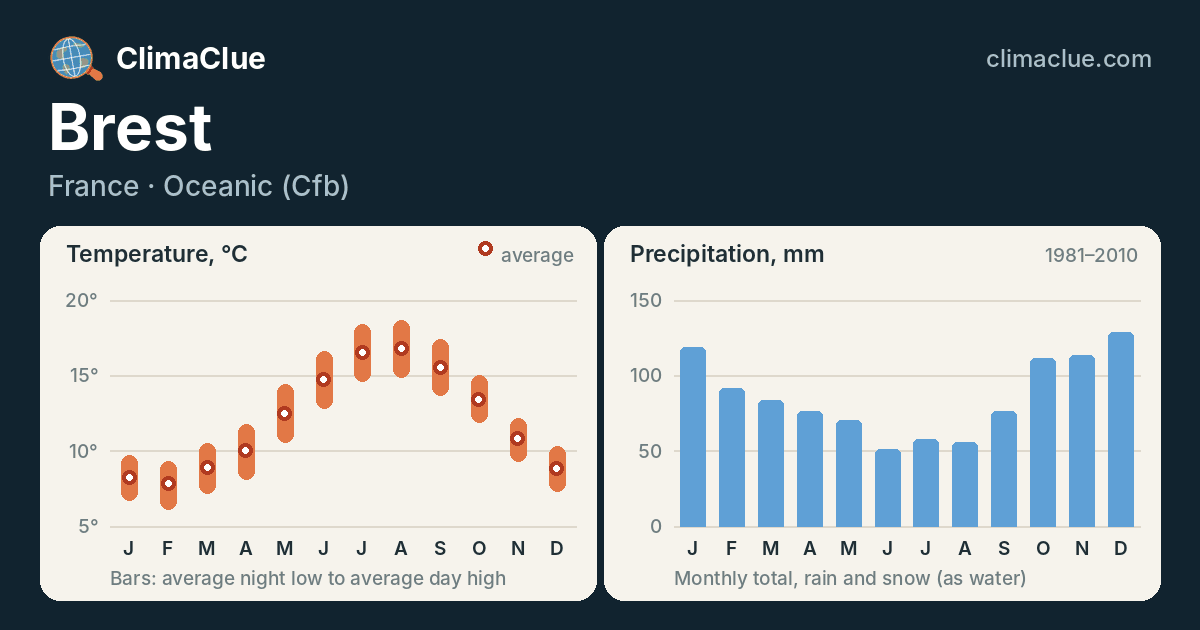 ClimaClue
climaclue.com
Brest
France · Oceanic (Cfb)
Temperature, °C
average
20°
15°
10°
5°
J F M A M J J A S O N D
Bars: average night low to average day high
Precipitation, mm
1981–2010
150
100
50
0
J F M A M J J A S O N D
Monthly total, rain and snow (as water)